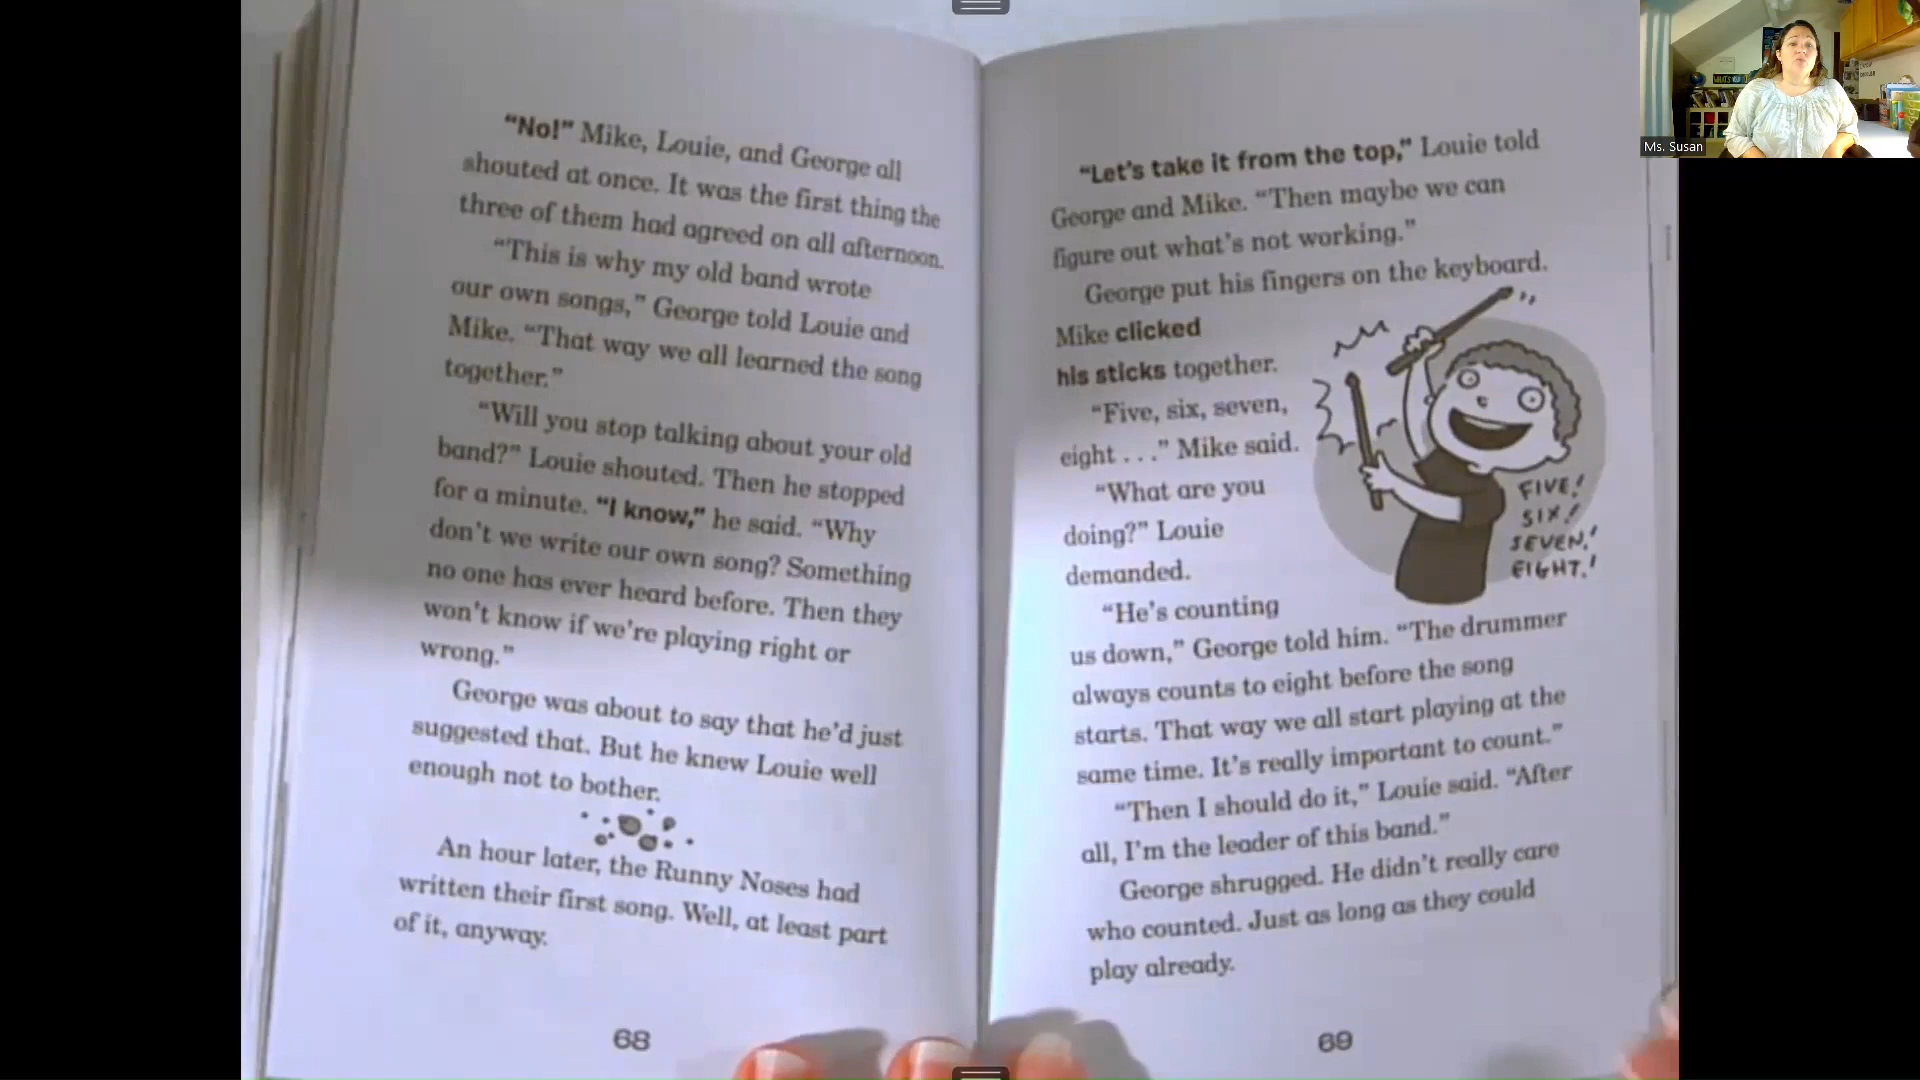 “No!” Mike, Louie, and George all
shouted at once. It was the first thing the
three of them had agreed on all afternoon.
“This is why my old band wrote
our own songs,” George told Louie and
Mike. “That way we all learned the song
together.”
“Will you stop talking about your old
band?” Louie shouted. Then he stopped
for a minute. “I know,” he said. “Why
don’t we write our own song? Something
no one has ever heard before. Then they
won’t know if we’re playing right or
wrong.”
George was about to say that he’d just
suggested that. But he knew Louie well
enough not to bother.
An hour later, the Runny Noses had
written their first song. Well, at least part
of it, anyway.
68
“Let’s take it from the top,” Louie told
George and Mike. “Then maybe we can
figure out what’s not working.”
George put his fingers on the keyboard.
Mike clicked
his sticks together.
“Five, six, seven,
eight . . .” Mike said.
“What are you
doing?” Louie
demanded.
“He’s counting
us down,” George told him. “The drummer
always counts to eight before the song
starts. That way we all start playing at the
same time. It’s really important to count.”
“Then I should do it,” Louie said. “After
all, I’m the leader of this band.”
George shrugged. He didn’t really care
who counted. Just as long as they could
play already.
FIVE!
SIX!
SEVEN!
EIGHT!
69
Ms. Susan